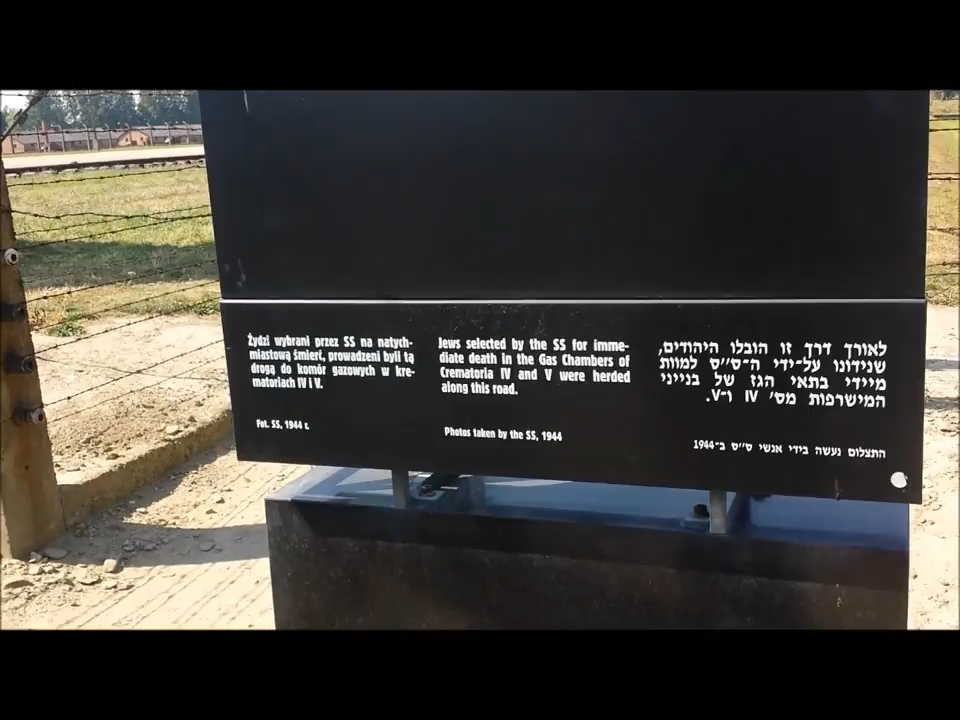 Żydzi wybrani przez SS na natych-
miastową śmierć, prowadzeni byli tą
drogą do komór gazowych w kre-
matoriach IV i V.
Fot. SS, 1944 r.
Jews selected by the SS for imme-
diate death in the Gas Chambers of
Crematoria IV and V were herded
along this road.
Photos taken by the SS, 1944
לאורך דרך זו הובלו היהודים,
שנידונו על-ידי ה-ס״ס למוות
מיידי בתאי הגז של בנייני
המישרפות מס׳ IV ו-V.
התצלום נעשה בידי אנשי ס״ס ב-1944